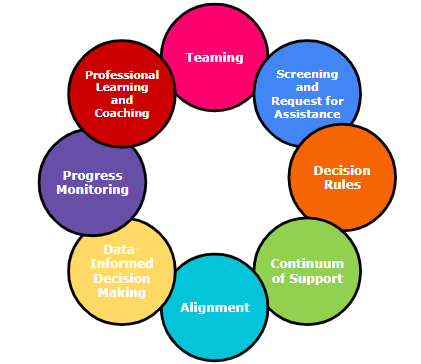 Teaming
Screening
and
Request for
Assistance
Decision
Rules
Continuum
of Support
Alignment
Data-
Informed
Decision
Making
Progress
Monitoring
Professional
Learning
and
Coaching